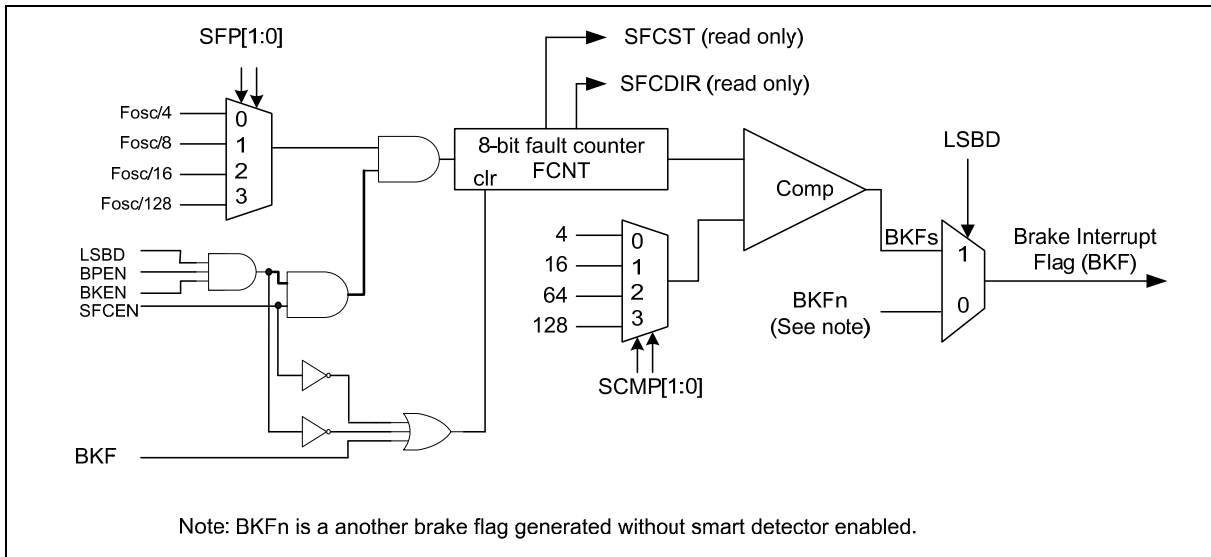 SFP[1:0]
SFCST (read only)
SFCDIR (read only)
Fosc/4
Fosc/8
Fosc/16
Fosc/128
0
1
2
3
8-bit fault counter
FCNT
clr
LSBD
BPEN
BKEN
SFCEN
4
16
64
128
0
1
2
3
SCMP[1:0]
Comp
BKFs
LSBD
1
0
BKFn
(See note)
Brake Interrupt
Flag (BKF)
BKF
Note: BKFn is a another brake flag generated without smart detector enabled.